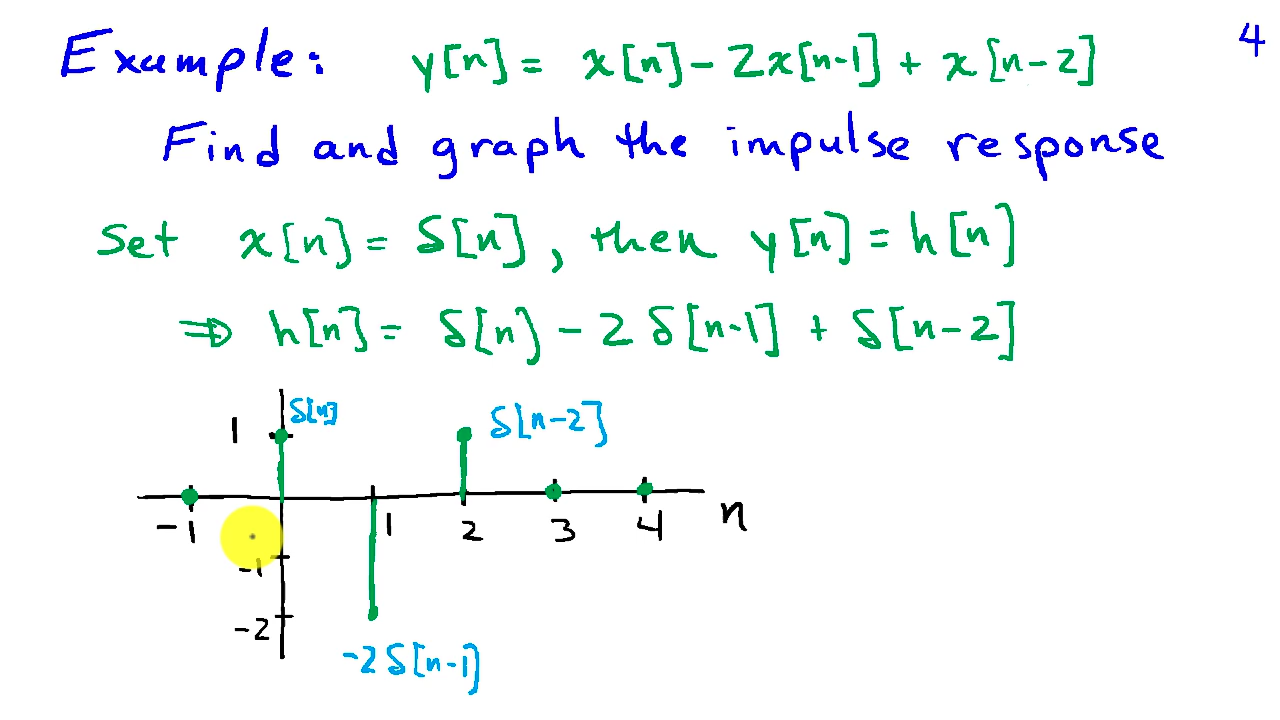 Example: y[n] = x[n] - 2x[n-1] + x[n-2]
4
Find and graph the impulse response
Set x[n] = δ[n], then y[n] = h[n]
⇒ h[n] = δ[n] - 2δ[n-1] + δ[n-2]
1 δ[n] δ[n-2]
-1 1 2 3 4 n
-1
-2
-2δ[n-1]